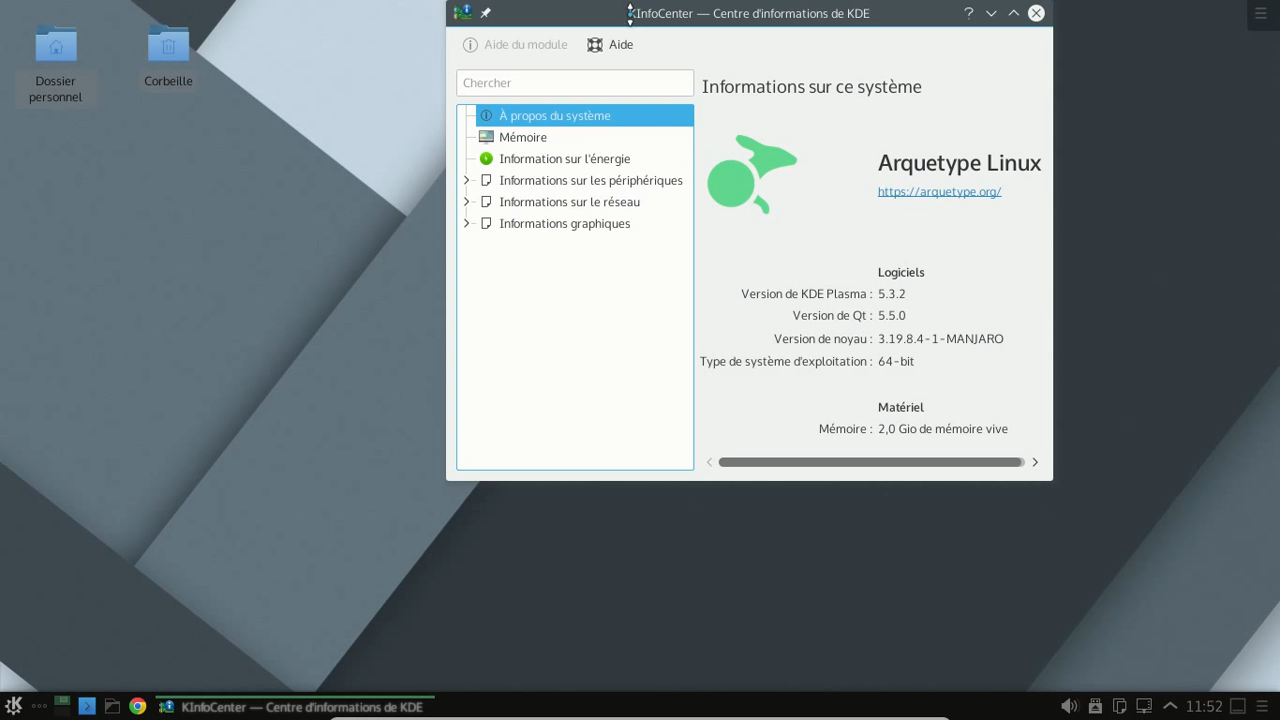 Dossier
personnel
Corbeille
KInfoCenter — Centre d'informations de KDE
Aide du module
Aide
Chercher
À propos du système
Mémoire
Information sur l'énergie
Informations sur les périphériques
Informations sur le réseau
Informations graphiques
Informations sur ce système
Arquetype Linux
https://arquetype.org/
Logiciels
Version de KDE Plasma : 5.3.2
Version de Qt : 5.5.0
Version de noyau : 3.19.8.4-1-MANJARO
Type de système d'exploitation : 64-bit
Matériel
Mémoire : 2,0 Gio de mémoire vive
KInfoCenter — Centre d'informations de KDE
11:52